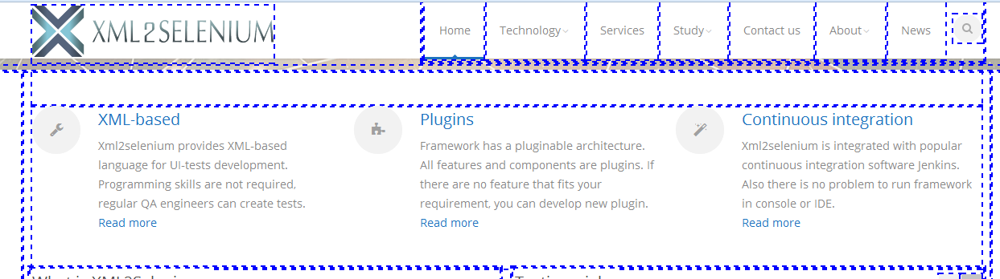 XML2SELENIUM
Home Technology Services Study Contact us About News
XML-based
Xml2selenium provides XML-based
language for UI-tests development.
Programming skills are not required,
regular QA engineers can create tests.
Read more
Plugins
Framework has a pluginable architecture.
All features and components are plugins. If
there are no feature that fits your
requirement, you can develop new plugin.
Read more
Continuous integration
Xml2selenium is integrated with popular
continuous integration software Jenkins.
Also there is no problem to run framework
in console or IDE.
Read more